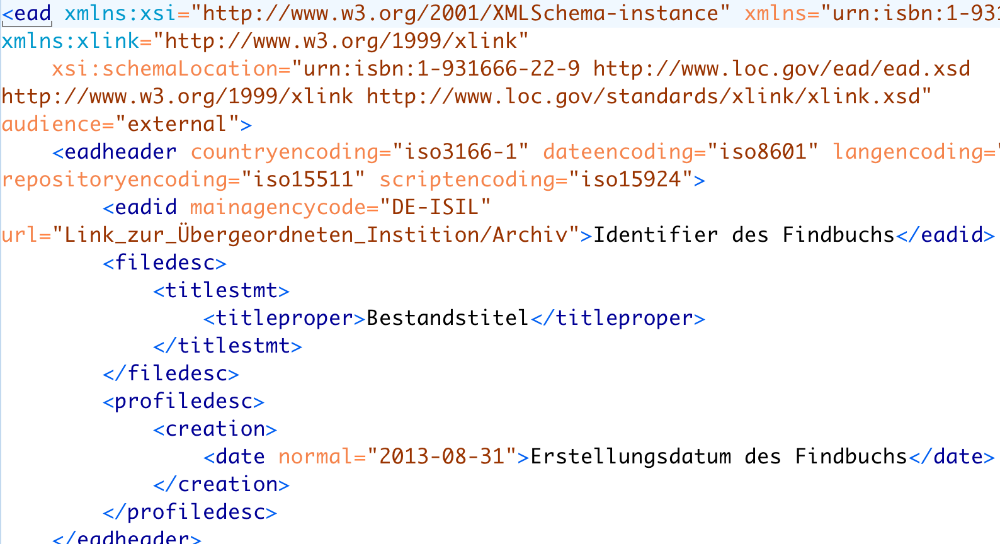 <ead xmlns:xsi="http://www.w3.org/2001/XMLSchema-instance" xmlns="urn:isbn:1-931
xmlns:xlink="http://www.w3.org/1999/xlink"
xsi:schemaLocation="urn:isbn:1-931666-22-9 http://www.loc.gov/ead/ead.xsd
http://www.w3.org/1999/xlink http://www.loc.gov/standards/xlink/xlink.xsd"
audience="external">
<eadheader countryencoding="iso3166-1" dateencoding="iso8601" langencoding="
repositoryencoding="iso15511" scriptencoding="iso15924">
<eadid mainagencycode="DE-ISIL"
url="Link_zur_Übergeordneten_Instition/Archiv">Identifier des Findbuchs</eadid>
<filedesc>
<titlestmt>
<titleproper>Bestandstitel</titleproper>
</titlestmt>
</filedesc>
<profiledesc>
<creation>
<date normal="2013-08-31">Erstellungsdatum des Findbuchs</date>
</creation>
</profiledesc>
</eadheader>